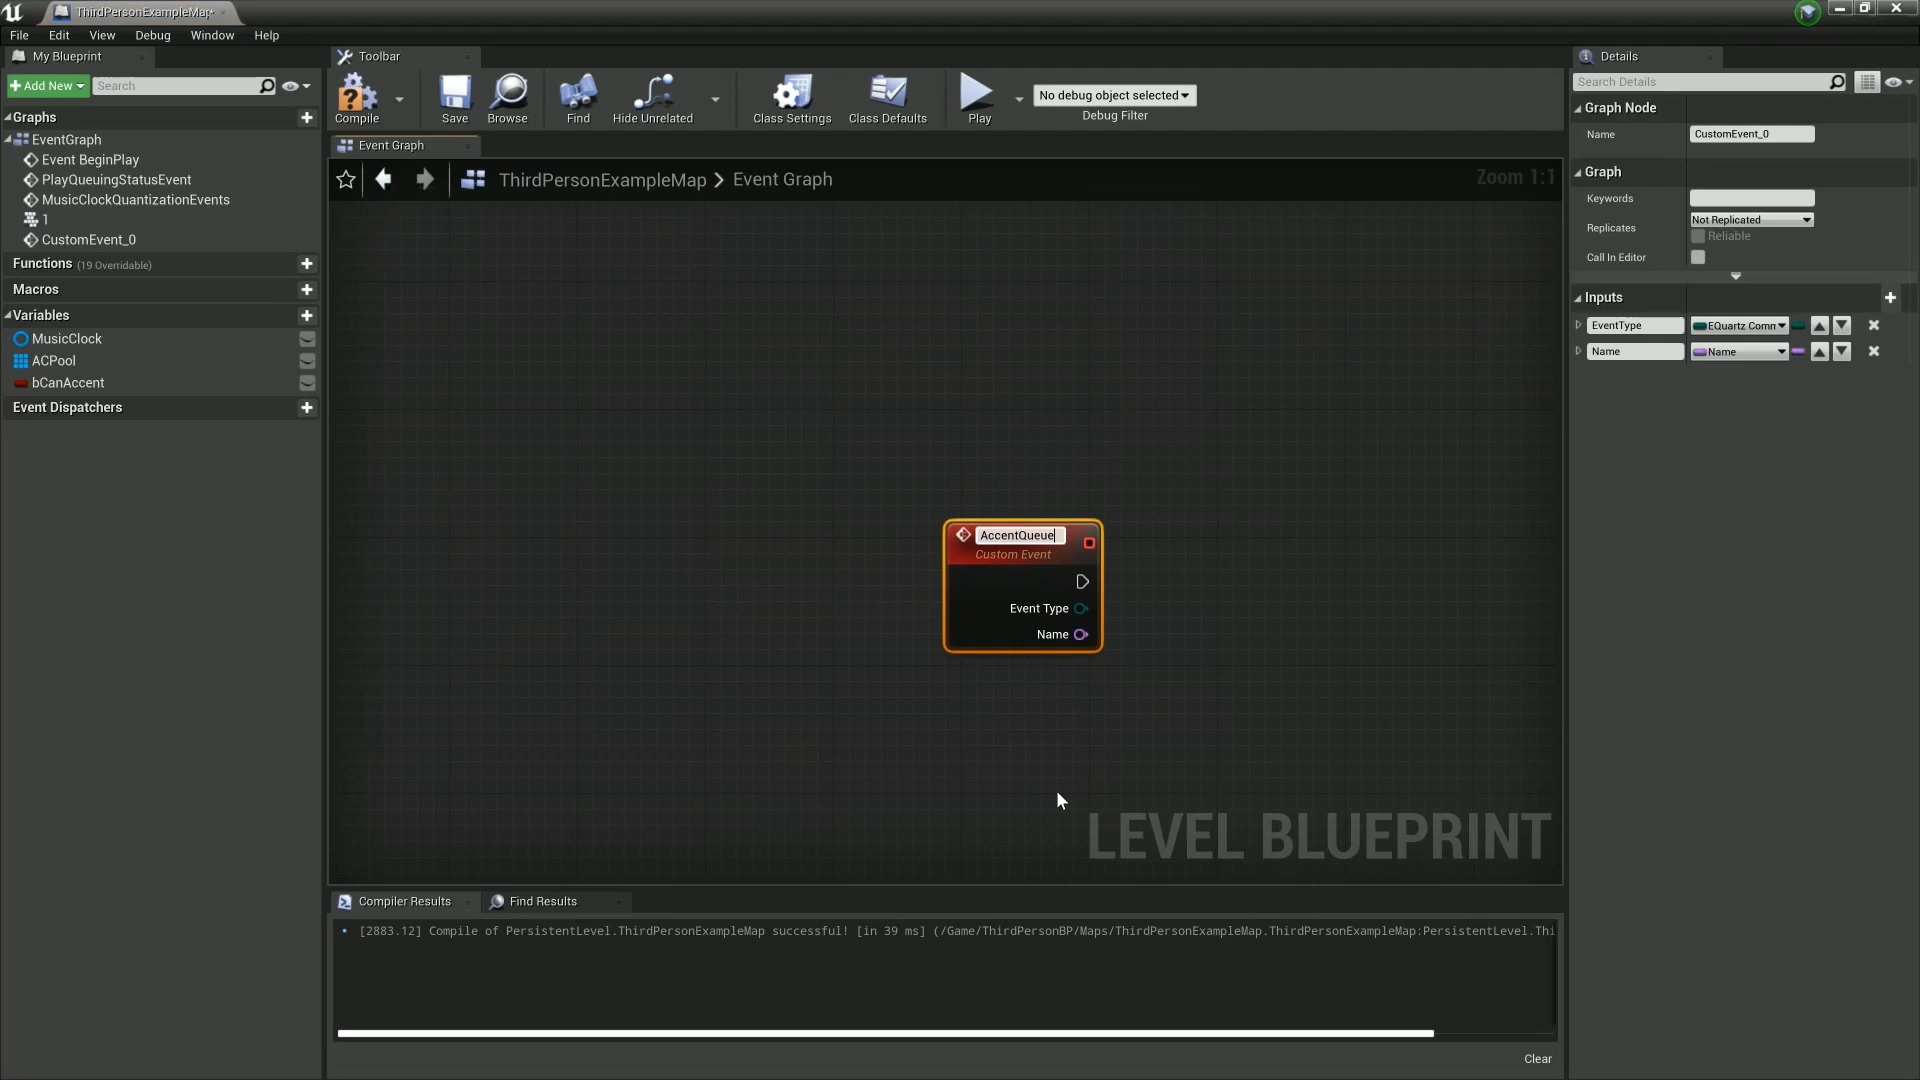 ThirdPersonExampleMap•
File Edit View Debug Window Help
My Blueprint
Add New
Search
Graphs
EventGraph
Event BeginPlay
PlayQueuingStatusEvent
MusicClockQuantizationEvents
1
CustomEvent_0
Functions (19 Overridable)
Macros
Variables
MusicClock
ACPool
bCanAccent
Event Dispatchers
Toolbar
Compile
Save
Browse
Find
Hide Unrelated
Class Settings
Class Defaults
Play
No debug object selected
Debug Filter
Event Graph
ThirdPersonExampleMap > Event Graph
Zoom 1:1
AccentQueue
Custom Event
Event Type
Name
LEVEL BLUEPRINT
Compiler Results
Find Results
[2883.12] Compile of PersistentLevel.ThirdPersonExampleMap successful! [in 39 ms] (/Game/ThirdPersonBP/Maps/ThirdPersonExampleMap.ThirdPersonExampleMap:PersistentLevel.Thi
Clear
Details
Search Details
Graph Node
Name CustomEvent_0
Graph
Keywords
Replicates Not Replicated
Reliable
Call In Editor
Inputs
EventType EQuartz Comm
Name Name